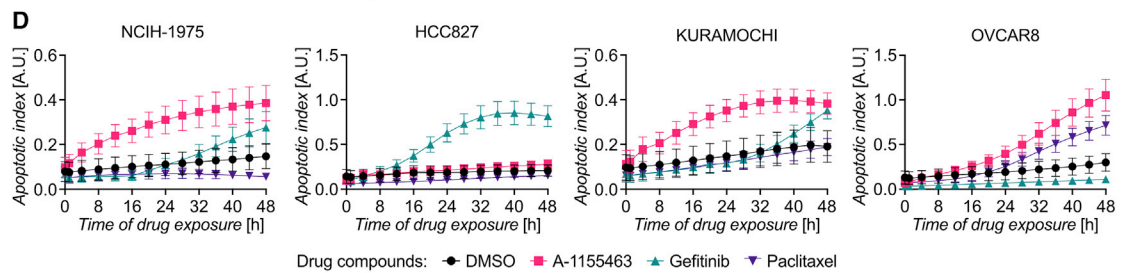 D
NCIH-1975
HCC827
KURAMOCHI
OVCAR8
Apoptotic index [A.U.]
0.6
0.4
0.2
0.0
0 8 16 24 32 40 48
Time of drug exposure [h]
Apoptotic index [A.U.]
1.5
1.0
0.5
0.0
0 8 16 24 32 40 48
Time of drug exposure [h]
Apoptotic index [A.U.]
0.6
0.4
0.2
0.0
0 8 16 24 32 40 48
Time of drug exposure [h]
Apoptotic index [A.U.]
1.5
1.0
0.5
0.0
0 8 16 24 32 40 48
Time of drug exposure [h]
Drug compounds: DMSO A-1155463 Gefitinib Paclitaxel